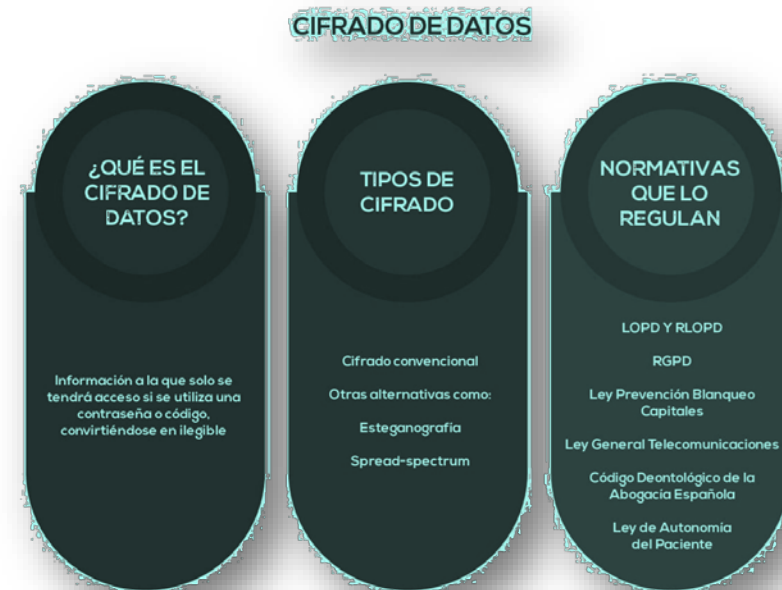 CIFRADO DE DATOS
¿QUÉ ES EL
CIFRADO DE
DATOS?
Información a la que solo se
tendrá acceso si se utiliza una
contraseña o código,
convirtiéndose en ilegible
TIPOS DE
CIFRADO
Cifrado convencional
Otras alternativas como:
Esteganografía
Spread-spectrum
NORMATIVAS
QUE LO
REGULAN
LOPD Y RLOPD
RGPD
Ley Prevención Blanqueo
Capitales
Ley General Telecomunicaciones
Código Deontológico de la
Abogacía Española
Ley de Autonomía
del Paciente